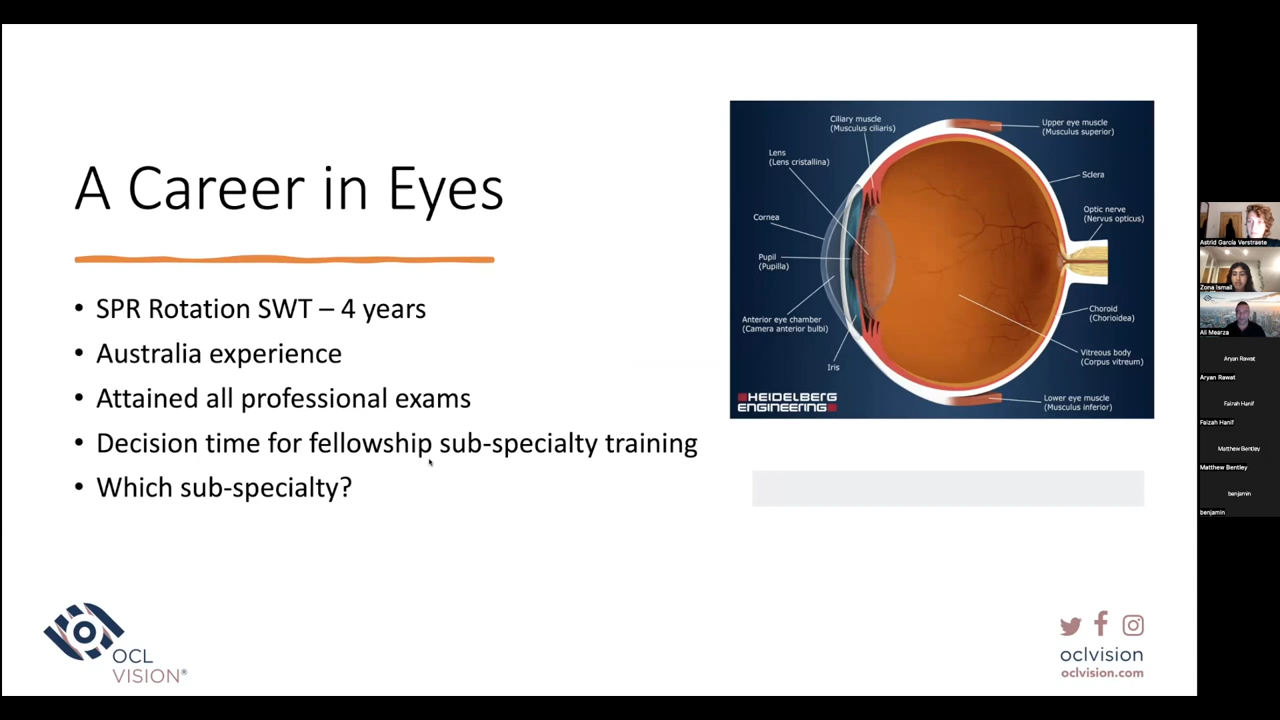 A Career in Eyes
• SPR Rotation SWT – 4 years
• Australia experience
• Attained all professional exams
• Decision time for fellowship sub-specialty training
• Which sub-specialty?
Ciliary muscle
(Musculus ciliaris)
Lens
(Lens cristallina)
Cornea
Pupil
(Pupilla)
Anterior eye chamber
(Camera anterior bulbi)
Iris
Upper eye muscle
(Musculus superior)
Sclera
Optic nerve
(Nervus opticus)
Choroid
(Chorioidea)
Vitreous body
(Corpus vitreum)
Lower eye muscle
(Musculus inferior)
HEIDELBERG
ENGINEERING
OCL
VISION®
oclvision
oclvision.com
Astrid García Verstraete
Zona Ismail
Ali Mearza
Aryan Rawat
Aryan Rawat
Faizah Hanif
Faizah Hanif
Matthew Bentley
Matthew Bentley
benjamin
benjamin